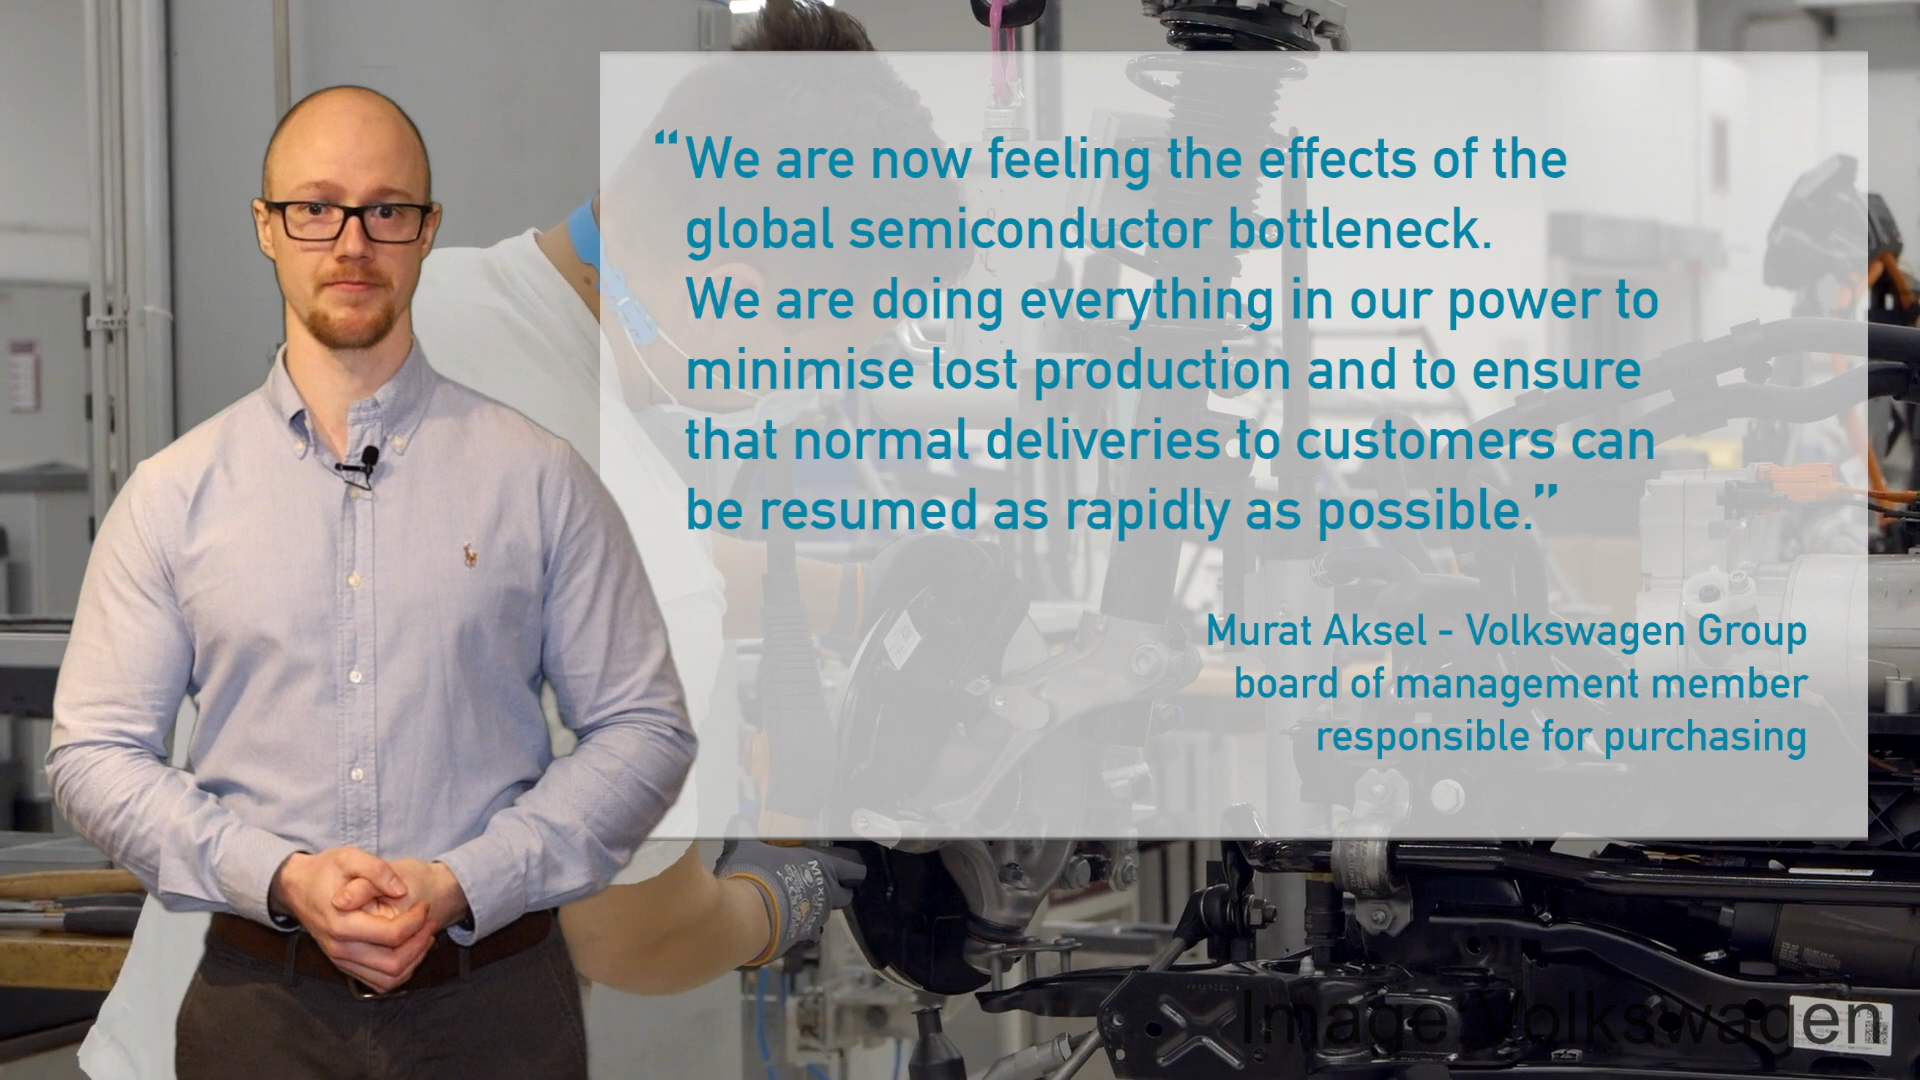 “We are now feeling the effects of the
global semiconductor bottleneck.
We are doing everything in our power to
minimise lost production and to ensure
that normal deliveries to customers can
be resumed as rapidly as possible.”
Murat Aksel - Volkswagen Group
board of management member
responsible for purchasing
Image: Volkswagen